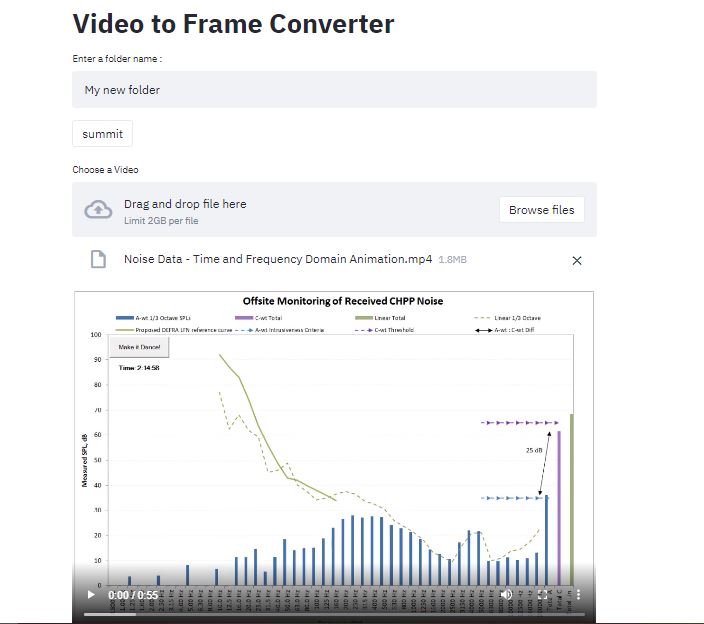 Video to Frame Converter
Enter a folder name :
My new folder
summit
Choose a Video
Drag and drop file here
Limit 2GB per file
Browse files
Noise Data - Time and Frequency Domain Animation.mp4 1.8MB
Offsite Monitoring of Received CHPP Noise
A-wt 1/3 Octave SPLs C-wt Total Linear Total Linear 1/3 Octave
Proposed DEFRA LFN reference curve A-wt Intrusiveness Criteria C-wt Threshold A-wt : C-wt Diff
Make it Dance!
Time: 2:14:58
Measured SPL, dB
100
90
80
70
60
50
40
30
20
10
0
25 dB
0:00 / 0:55
Total C